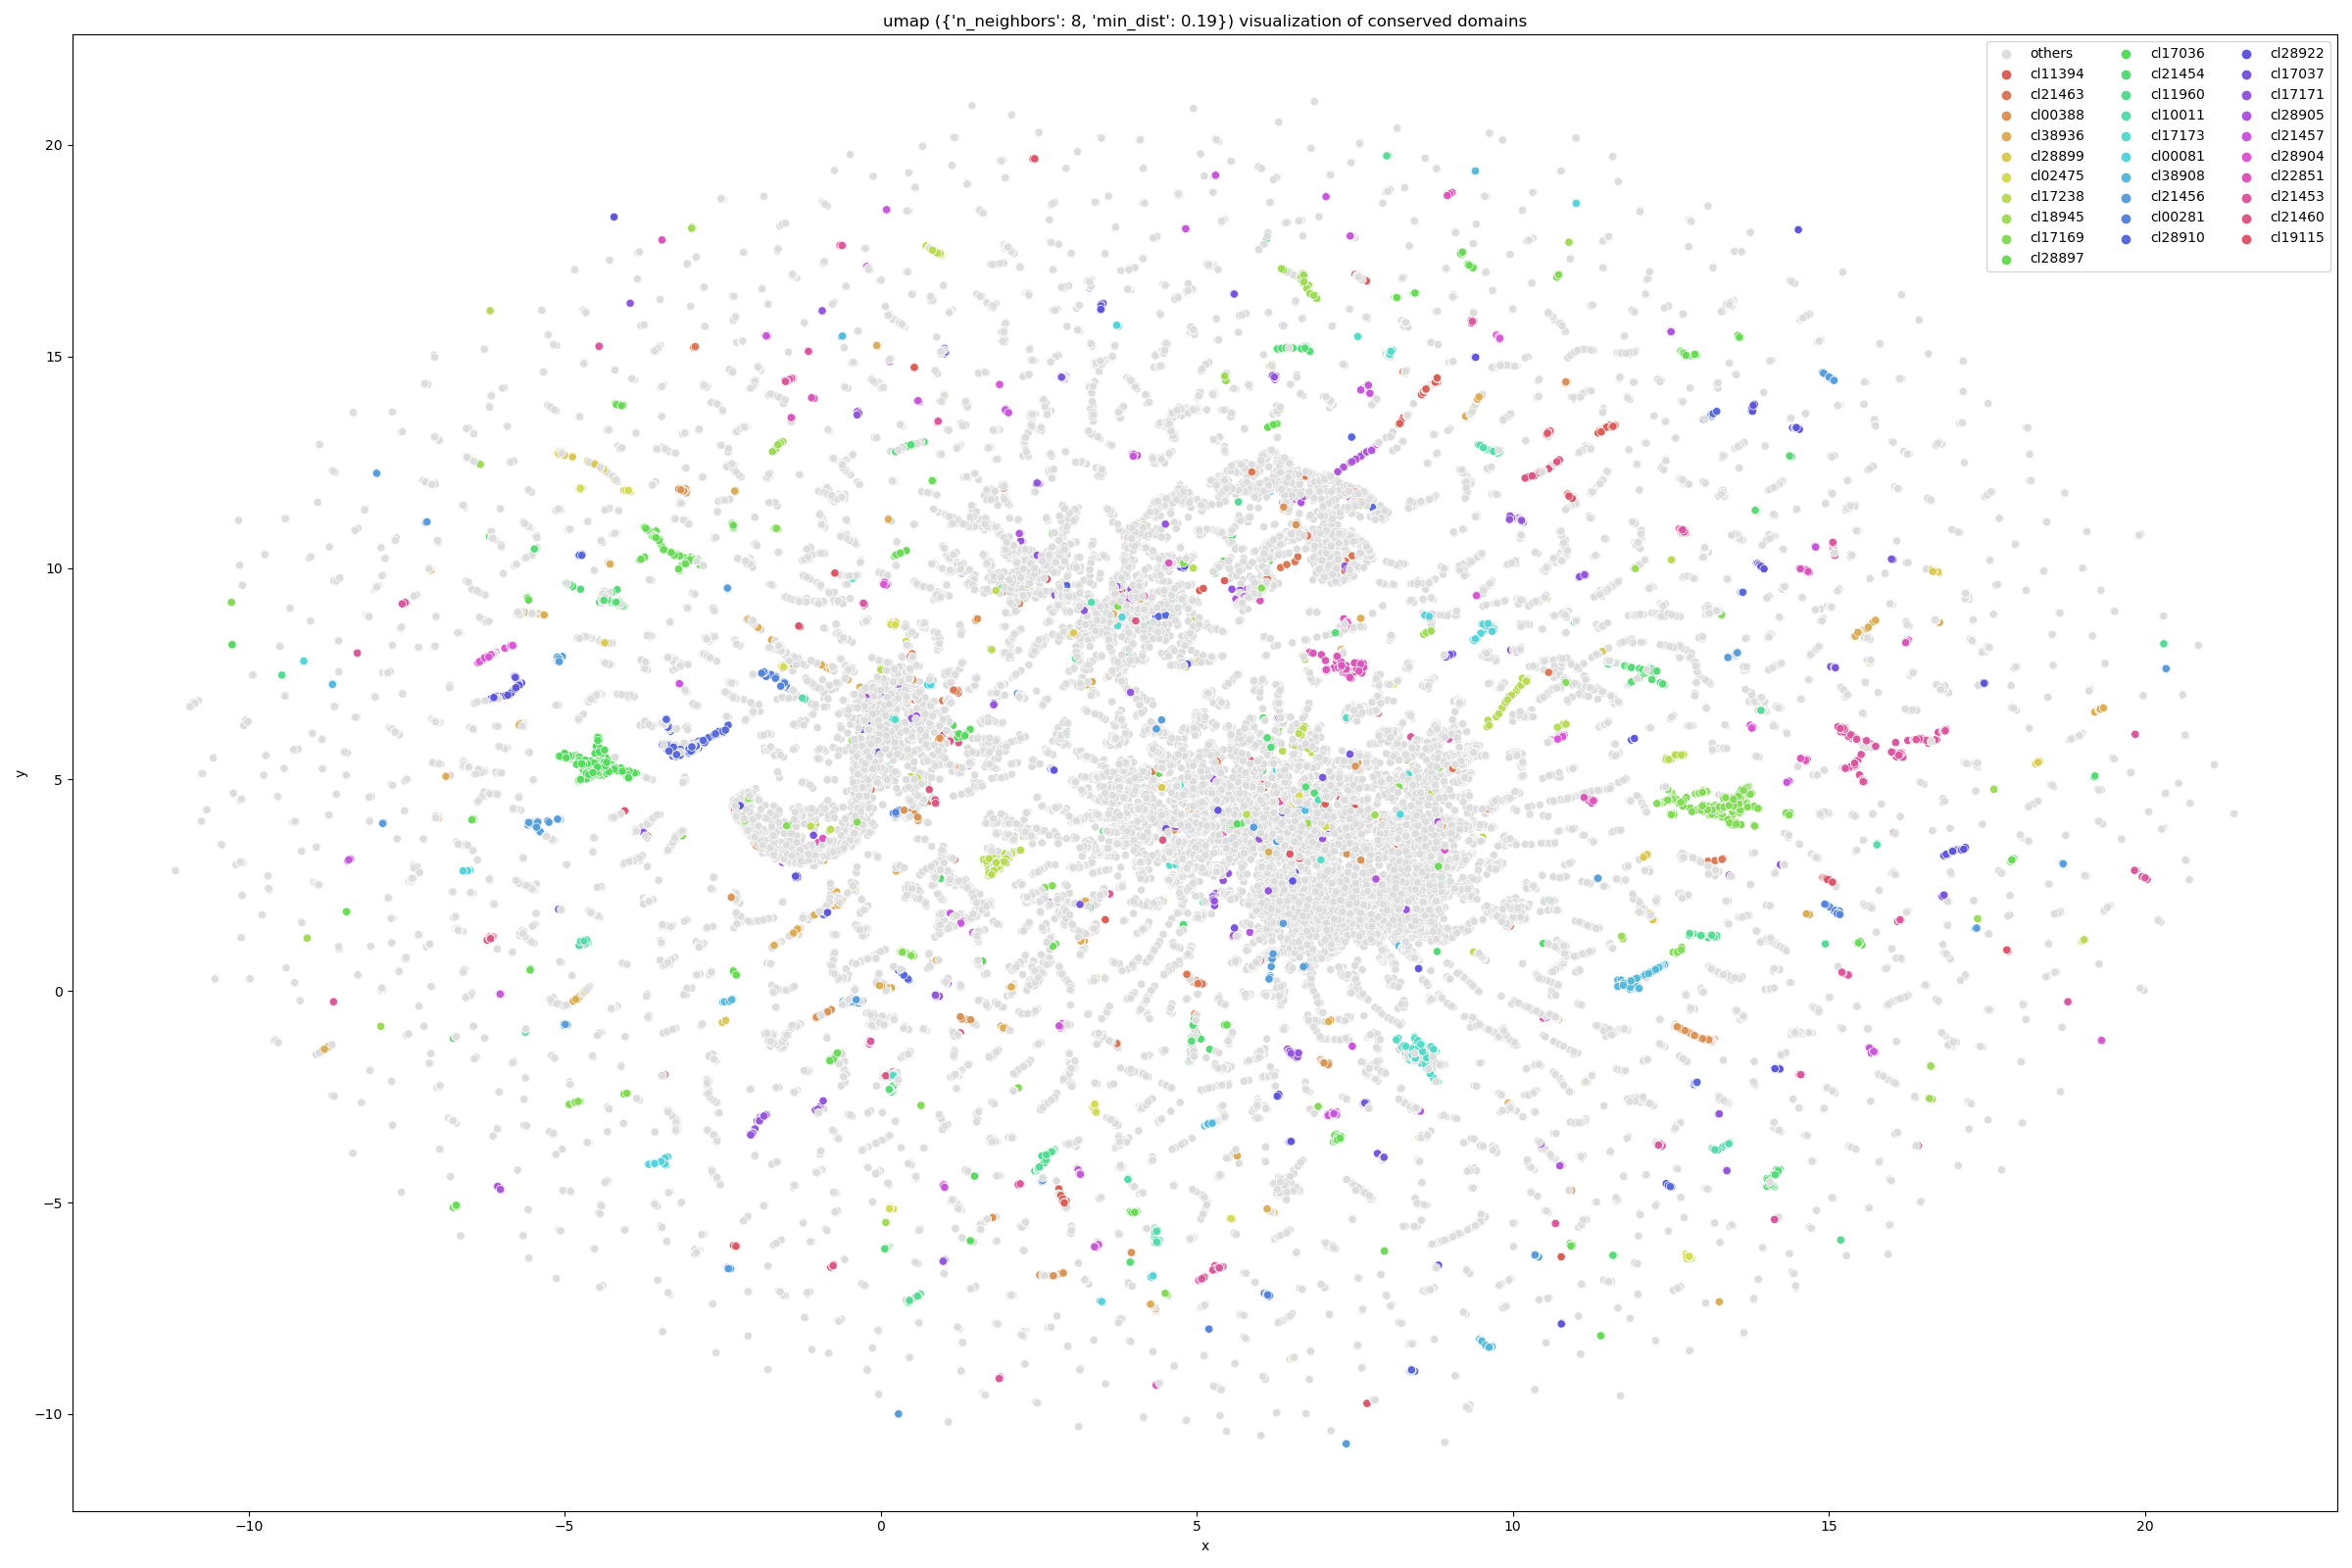 umap ({'n_neighbors': 8, 'min_dist': 0.19}) visualization of conserved domains
others
cl11394
cl21463
cl00388
cl38936
cl28899
cl02475
cl17238
cl18945
cl17169
cl28897
cl17036
cl21454
cl11960
cl10011
cl17173
cl00081
cl38908
cl21456
cl00281
cl28910
cl28922
cl17037
cl17171
cl28905
cl21457
cl28904
cl22851
cl21453
cl21460
cl19115
y
20
15
10
5
0
−5
−10
−10
−5
0
5
10
15
20
x